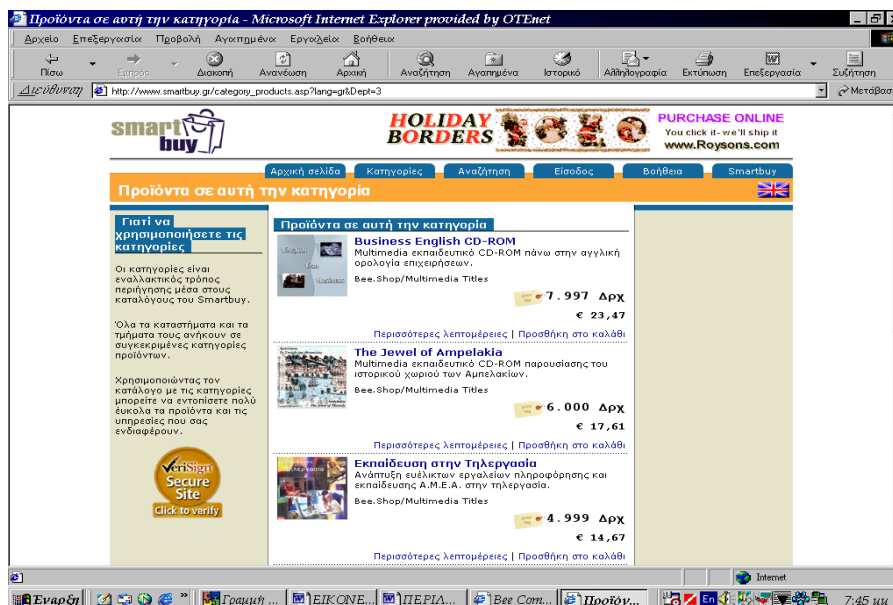 Προϊόντα σε αυτή την κατηγορία - Microsoft Internet Explorer provided by OTEnet
Αρχείο Επεξεργασία Προβολή Αγαπημένα Εργαλεία Βοήθεια
Πίσω Εμπρός Διακοπή Ανανέωση Αρχική Αναζήτηση Αγαπημένα Ιστορικό Αλληλογραφία Εκτύπωση Επεξεργασία Συζήτηση
Διεύθυνση http://www.smartbuy.gr/category_products.asp?lang=gr&Dept=3 Μετάβασ
smart buy
HOLIDAY BORDERS
PURCHASE ONLINE
You click it- we'll ship it
www.Roysons.com
Αρχική σελίδα Κατηγορίες Αναζήτηση Είσοδος Βοήθεια Smartbuy
Προϊόντα σε αυτή την κατηγορία
Γιατί να
χρησιμοποιήσετε τις
κατηγορίες
Οι κατηγορίες είναι
εναλλακτικός τρόπος
περιήγησης μέσα στους
καταλόγους του Smartbuy.
Όλα τα καταστήματα και τα
τμήματα τους ανήκουν σε
συγκεκριμένες κατηγορίες
προϊόντων.
Χρησιμοποιώντας τον
κατάλογο με τις κατηγορίες
μπορείτε να εντοπίσετε πολύ
έυκολα τα προϊόντα και τις
υπηρεσίες που σας
ενδιαφέρουν.
VeriSign
Secure
Site
Click to verify
Προϊόντα σε αυτή την κατηγορία
Business English CD-ROM
Multimedia εκπαιδευτικό CD-ROM πάνω στην αγγλική
ορολογία επιχειρήσεων.
Bee.Shop/Multimedia Titles
7.997 Δρχ
€ 23,47
Περισσότερες λεπτομέρειες | Προσθήκη στο καλάθι
The Jewel of Ampelakia
Multimedia εκπαιδευτικό CD-ROM παρουσίασης του
ιστορικού χωριού των Αμπελακίων.
Bee.Shop/Multimedia Titles
6.000 Δρχ
€ 17,61
Περισσότερες λεπτομέρειες | Προσθήκη στο καλάθι
Εκπαίδευση στην Τηλεργασία
Ανάπτυξη ευέλικτων εργαλείων πληροφόρησης και
εκπαίδευσης Α.Μ.Ε.Α. στην τηλεργασία.
Bee.Shop/Multimedia Titles
4.999 Δρχ
€ 14,67
Περισσότερες λεπτομέρειες | Προσθήκη στο καλάθι
Internet
Έναρξη Γραμμή ... ΕΙΚΟΝΕ... ΠΕΡΙΛ... Bee Com... Προϊόν... En 7:45 μμ